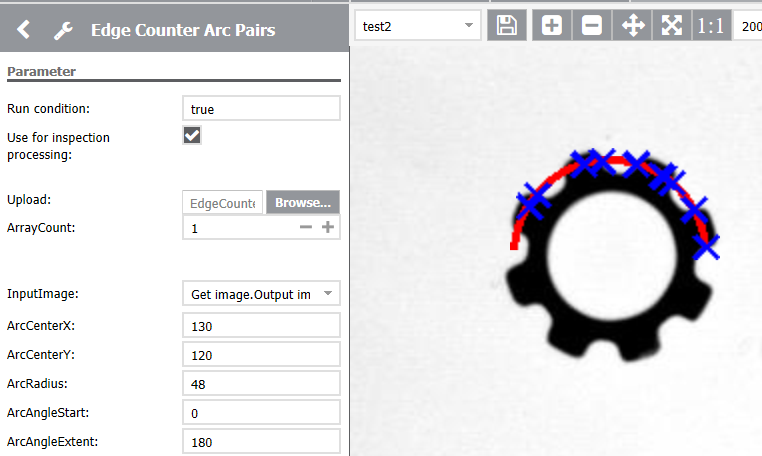 Edge Counter Arc Pairs
test2
1:1
200
Parameter
Run condition:
true
Use for inspection
processing:
Upload:
EdgeCount
Browse...
ArrayCount:
1
InputImage:
Get image.Output im
ArcCenterX:
130
ArcCenterY:
120
ArcRadius:
48
ArcAngleStart:
0
ArcAngleExtent:
180